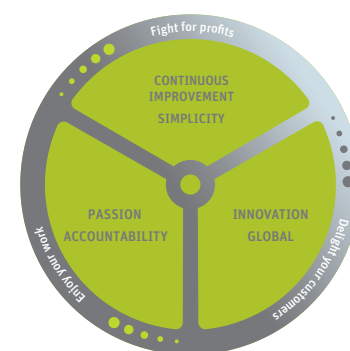 Fight for profits
CONTINUOUS
IMPROVEMENT
SIMPLICITY
PASSION
ACCOUNTABILITY
INNOVATION
GLOBAL
Enjoy your work
Delight your customers